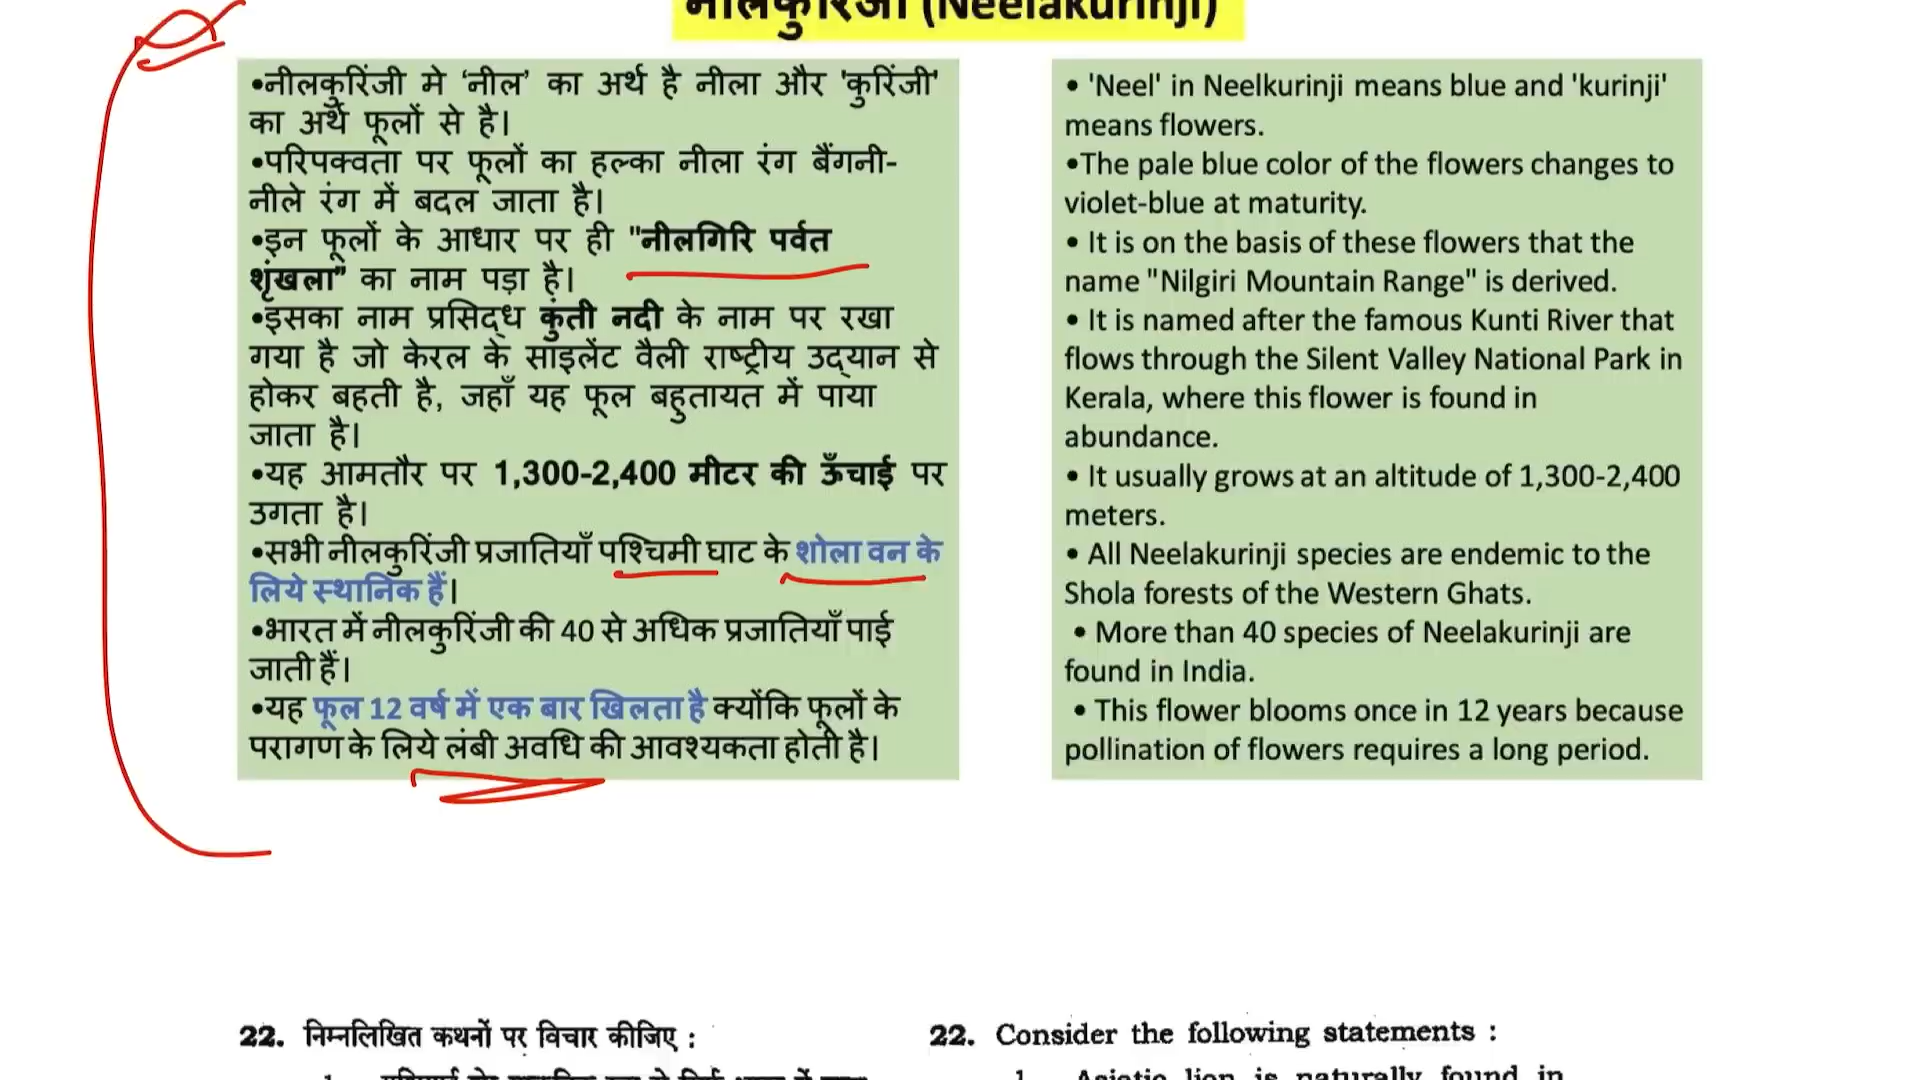 नीलकुरिंजी (Neelakurinji)
•नीलकुरिंजी मे ‘नील’ का अर्थ है नीला और 'कुरिंजी'
का अर्थ फूलों से है।
•परिपक्वता पर फूलों का हल्का नीला रंग बैंगनी-
नीले रंग में बदल जाता है।
•इन फूलों के आधार पर ही "नीलगिरि पर्वत
शृंखला" का नाम पड़ा है।
•इसका नाम प्रसिद्ध कुंती नदी के नाम पर रखा
गया है जो केरल के साइलेंट वैली राष्ट्रीय उद्यान से
होकर बहती है, जहाँ यह फूल बहुतायत में पाया
जाता है।
•यह आमतौर पर 1,300-2,400 मीटर की ऊँचाई पर
उगता है।
•सभी नीलकुरिंजी प्रजातियाँ पश्चिमी घाट के शोला वन के
लिये स्थानिक हैं।
•भारत में नीलकुरिंजी की 40 से अधिक प्रजातियाँ पाई
जाती हैं।
•यह फूल 12 वर्ष में एक बार खिलता है क्योंकि फूलों के
परागण के लिये लंबी अवधि की आवश्यकता होती है।
• 'Neel' in Neelkurinji means blue and 'kurinji'
means flowers.
•The pale blue color of the flowers changes to
violet-blue at maturity.
• It is on the basis of these flowers that the
name "Nilgiri Mountain Range" is derived.
• It is named after the famous Kunti River that
flows through the Silent Valley National Park in
Kerala, where this flower is found in
abundance.
• It usually grows at an altitude of 1,300-2,400
meters.
• All Neelakurinji species are endemic to the
Shola forests of the Western Ghats.
• More than 40 species of Neelakurinji are
found in India.
• This flower blooms once in 12 years because
pollination of flowers requires a long period.
22. निम्नलिखित कथनों पर विचार कीजिए :
22. Consider the following statements :
1. Asiatic lion is naturally found in